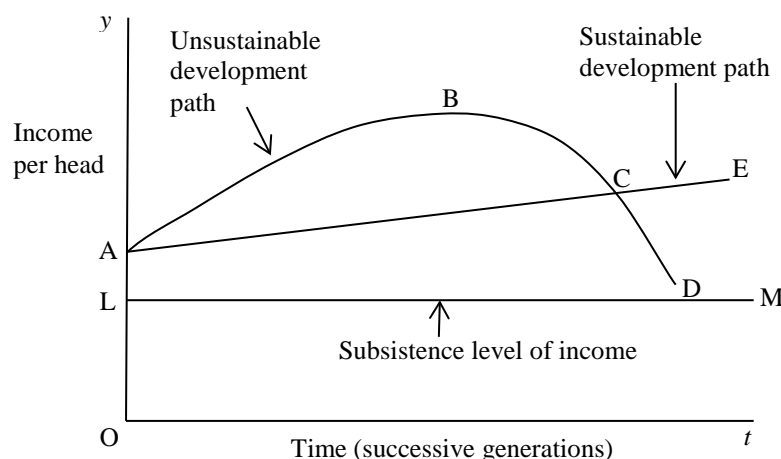 y
Unsustainable
development
path
Sustainable
development path
B
Income
per head
E
C
A
D
L
M
Subsistence level of income
O
t
Time (successive generations)